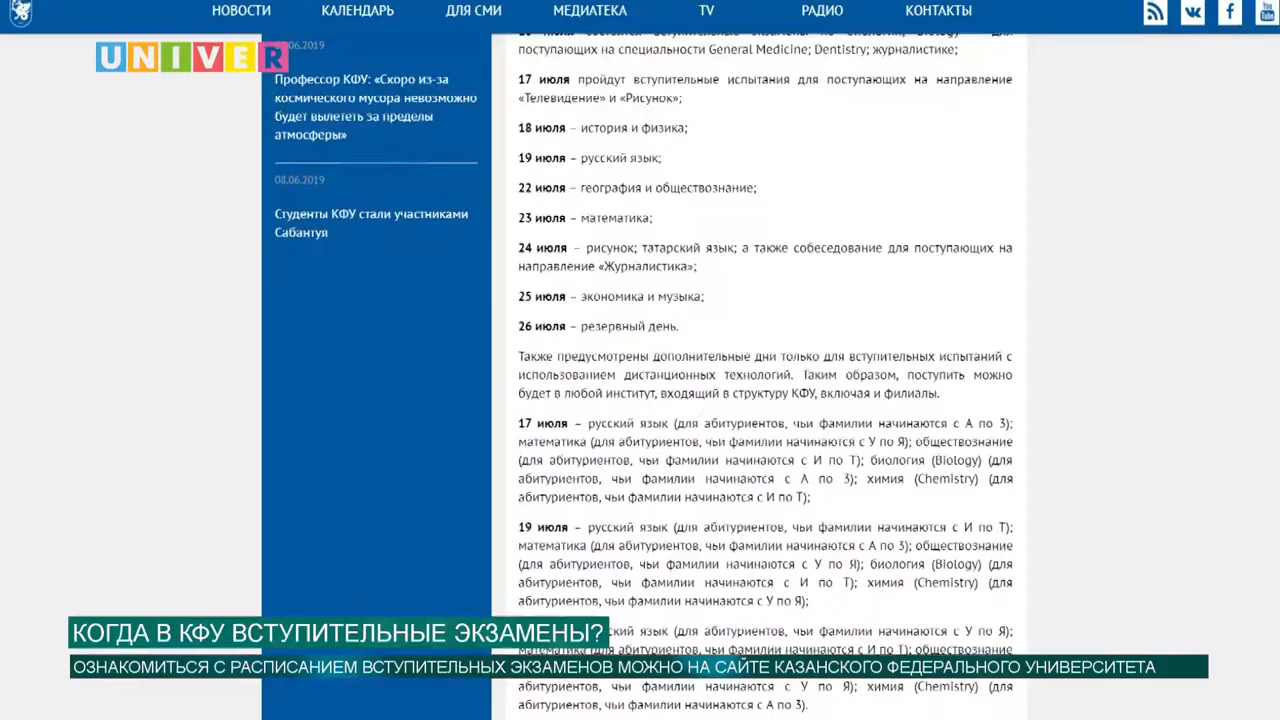 НОВОСТИ КАЛЕНДАРЬ ДЛЯ СМИ МЕДИАТЕКА TV РАДИО КОНТАКТЫ
You
Tube
UNIVER
06.2019
Профессор КФУ: «Скоро из-за
космического мусора невозможно
будет вылететь за пределы
атмосферы»
08.06.2019
Студенты КФУ стали участниками
Сабантуя
поступающих на специальности General Medicine; Dentistry; журналистике;
17 июля пройдут вступительные испытания для поступающих на направление
«Телевидение» и «Рисунок»;
18 июля – история и физика;
19 июля – русский язык;
22 июля – география и обществознание;
23 июля – математика;
24 июля – рисунок; татарский язык; а также собеседование для поступающих на
направление «Журналистика»;
25 июля – экономика и музыка;
26 июля – резервный день.
Также предусмотрены дополнительные дни только для вступительных испытаний с
использованием дистанционных технологий. Таким образом, поступить можно
будет в любой институт, входящий в структуру КФУ, включая и филиалы.
17 июля – русский язык (для абитуриентов, чьи фамилии начинаются с А по З);
математика (для абитуриентов, чьи фамилии начинаются с У по Я); обществознание
(для абитуриентов, чьи фамилии начинаются с И по Т); биология (Biology) (для
абитуриентов, чьи фамилии начинаются с А по З); химия (Chemistry) (для
абитуриентов, чьи фамилии начинаются с И по Т);
19 июля – русский язык (для абитуриентов, чьи фамилии начинаются с И по Т);
математика (для абитуриентов, чьи фамилии начинаются с А по З); обществознание
(для абитуриентов, чьи фамилии начинаются с У по Я); биология (Biology) (для
абитуриентов, чьи фамилии начинаются с И по Т); химия (Chemistry) (для
абитуриентов, чьи фамилии начинаются с У по Я);
язык (для абитуриентов, чьи фамилии начинаются с У по Я);
абитуриентов, чьи фамилии начинаются с У по Я); химия (Chemistry) (для
абитуриентов, чьи фамилии начинаются с А по З).
КОГДА В КФУ ВСТУПИТЕЛЬНЫЕ ЭКЗАМЕНЫ?
ОЗНАКОМИТЬСЯ С РАСПИСАНИЕМ ВСТУПИТЕЛЬНЫХ ЭКЗАМЕНОВ МОЖНО НА САЙТЕ КАЗАНСКОГО ФЕДЕРАЛЬНОГО УНИВЕРСИТЕТА